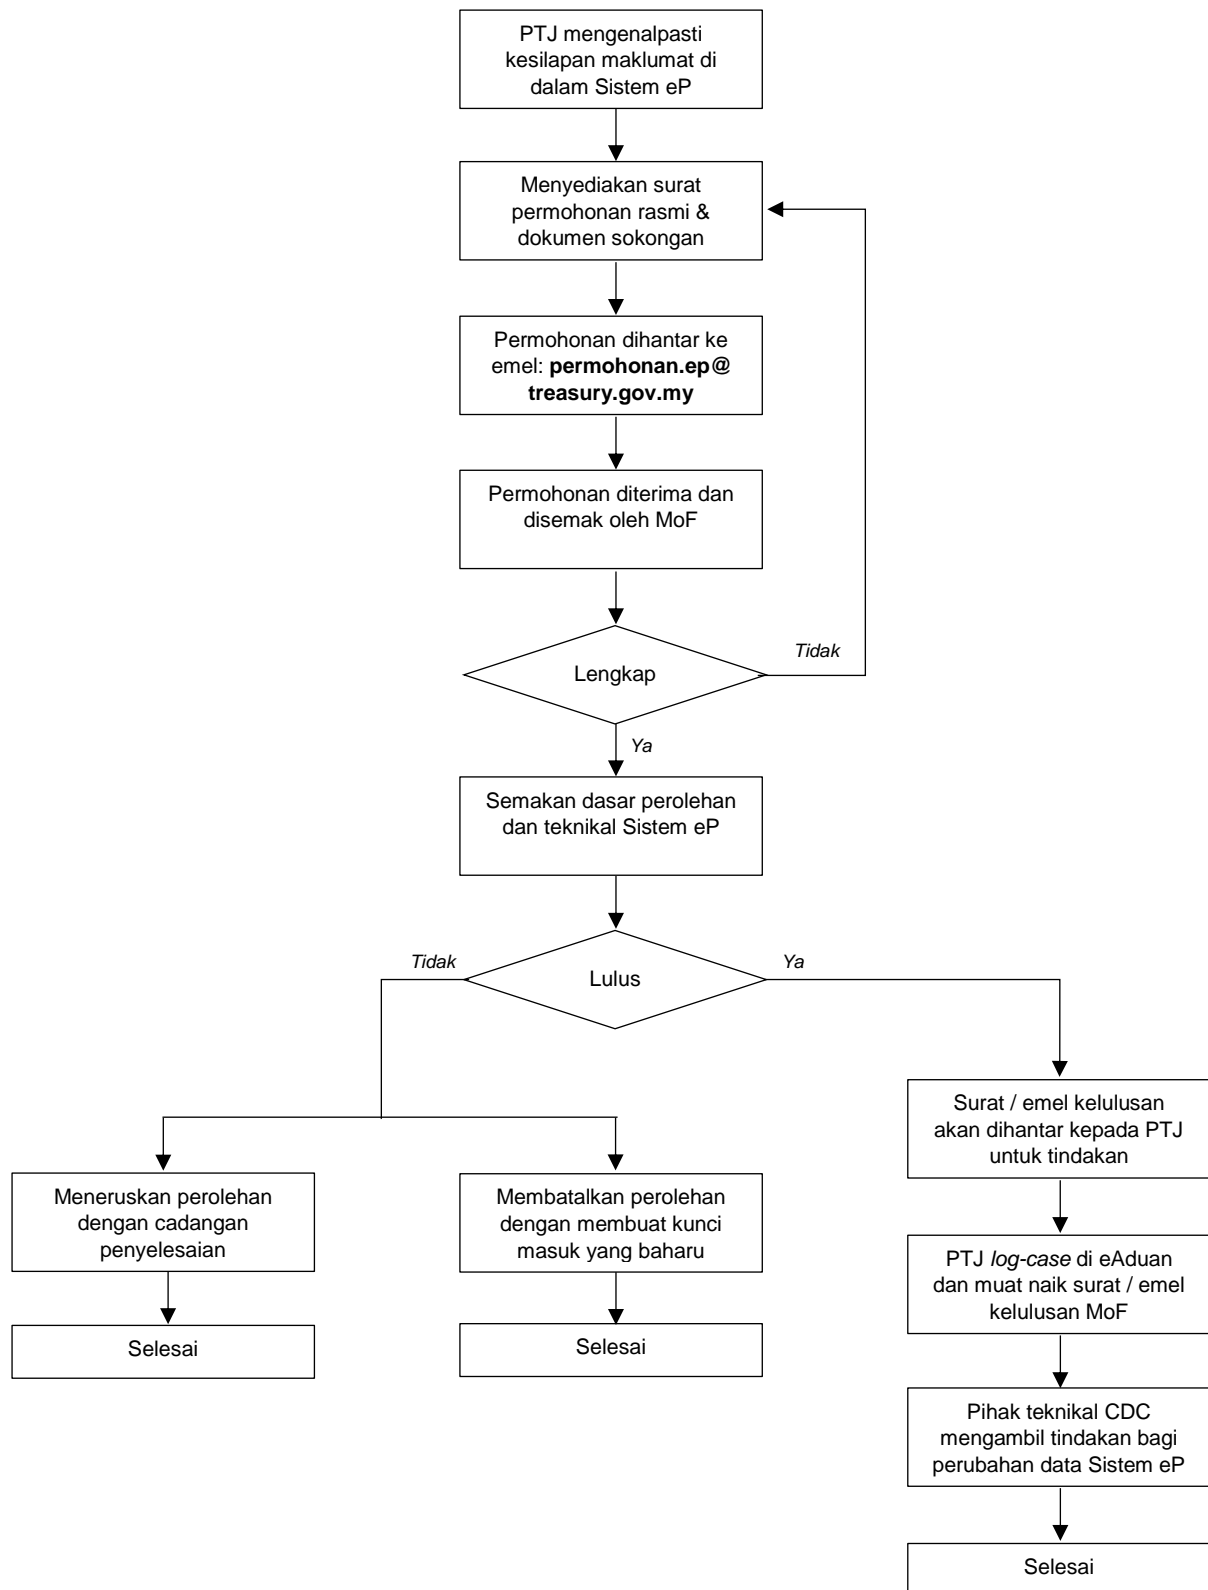 PTJ mengenalpasti
kesilapan maklumat di
dalam Sistem eP
Menyediakan surat
permohonan rasmi &
dokumen sokongan
Permohonan dihantar ke
emel: permohonan.ep@
treasury.gov.my
Permohonan diterima dan
disemak oleh MoF
Lengkap
Tidak
Ya
Semakan dasar perolehan
dan teknikal Sistem eP
Lulus
Tidak
Ya
Meneruskan perolehan
dengan cadangan
penyelesaian
Selesai
Membatalkan perolehan
dengan membuat kunci
masuk yang baharu
Selesai
Surat / emel kelulusan
akan dihantar kepada PTJ
untuk tindakan
PTJ log-case di eAduan
dan muat naik surat / emel
kelulusan MoF
Pihak teknikal CDC
mengambil tindakan bagi
perubahan data Sistem eP
Selesai